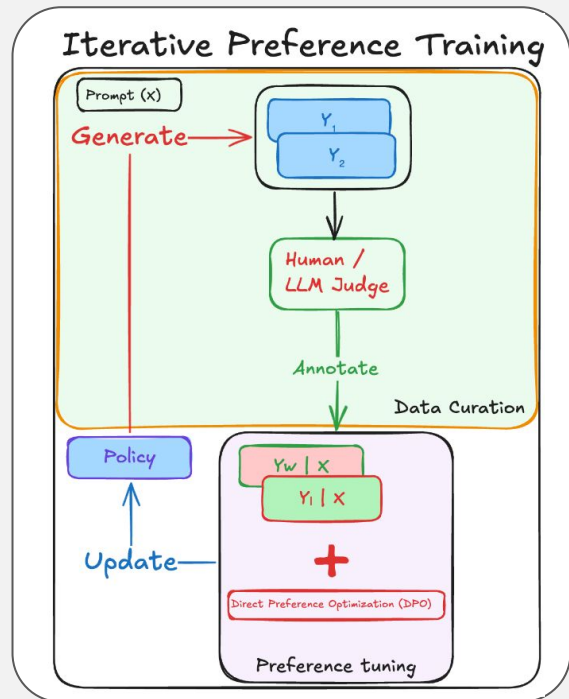 Iterative Preference Training
Prompt (x)
Generate
Y₁
Y₂
Human /
LLM Judge
Annotate
Data Curation
Policy
Yw | x
Yl | x
Update
+
Direct Preference Optimization (DPO)
Preference tuning